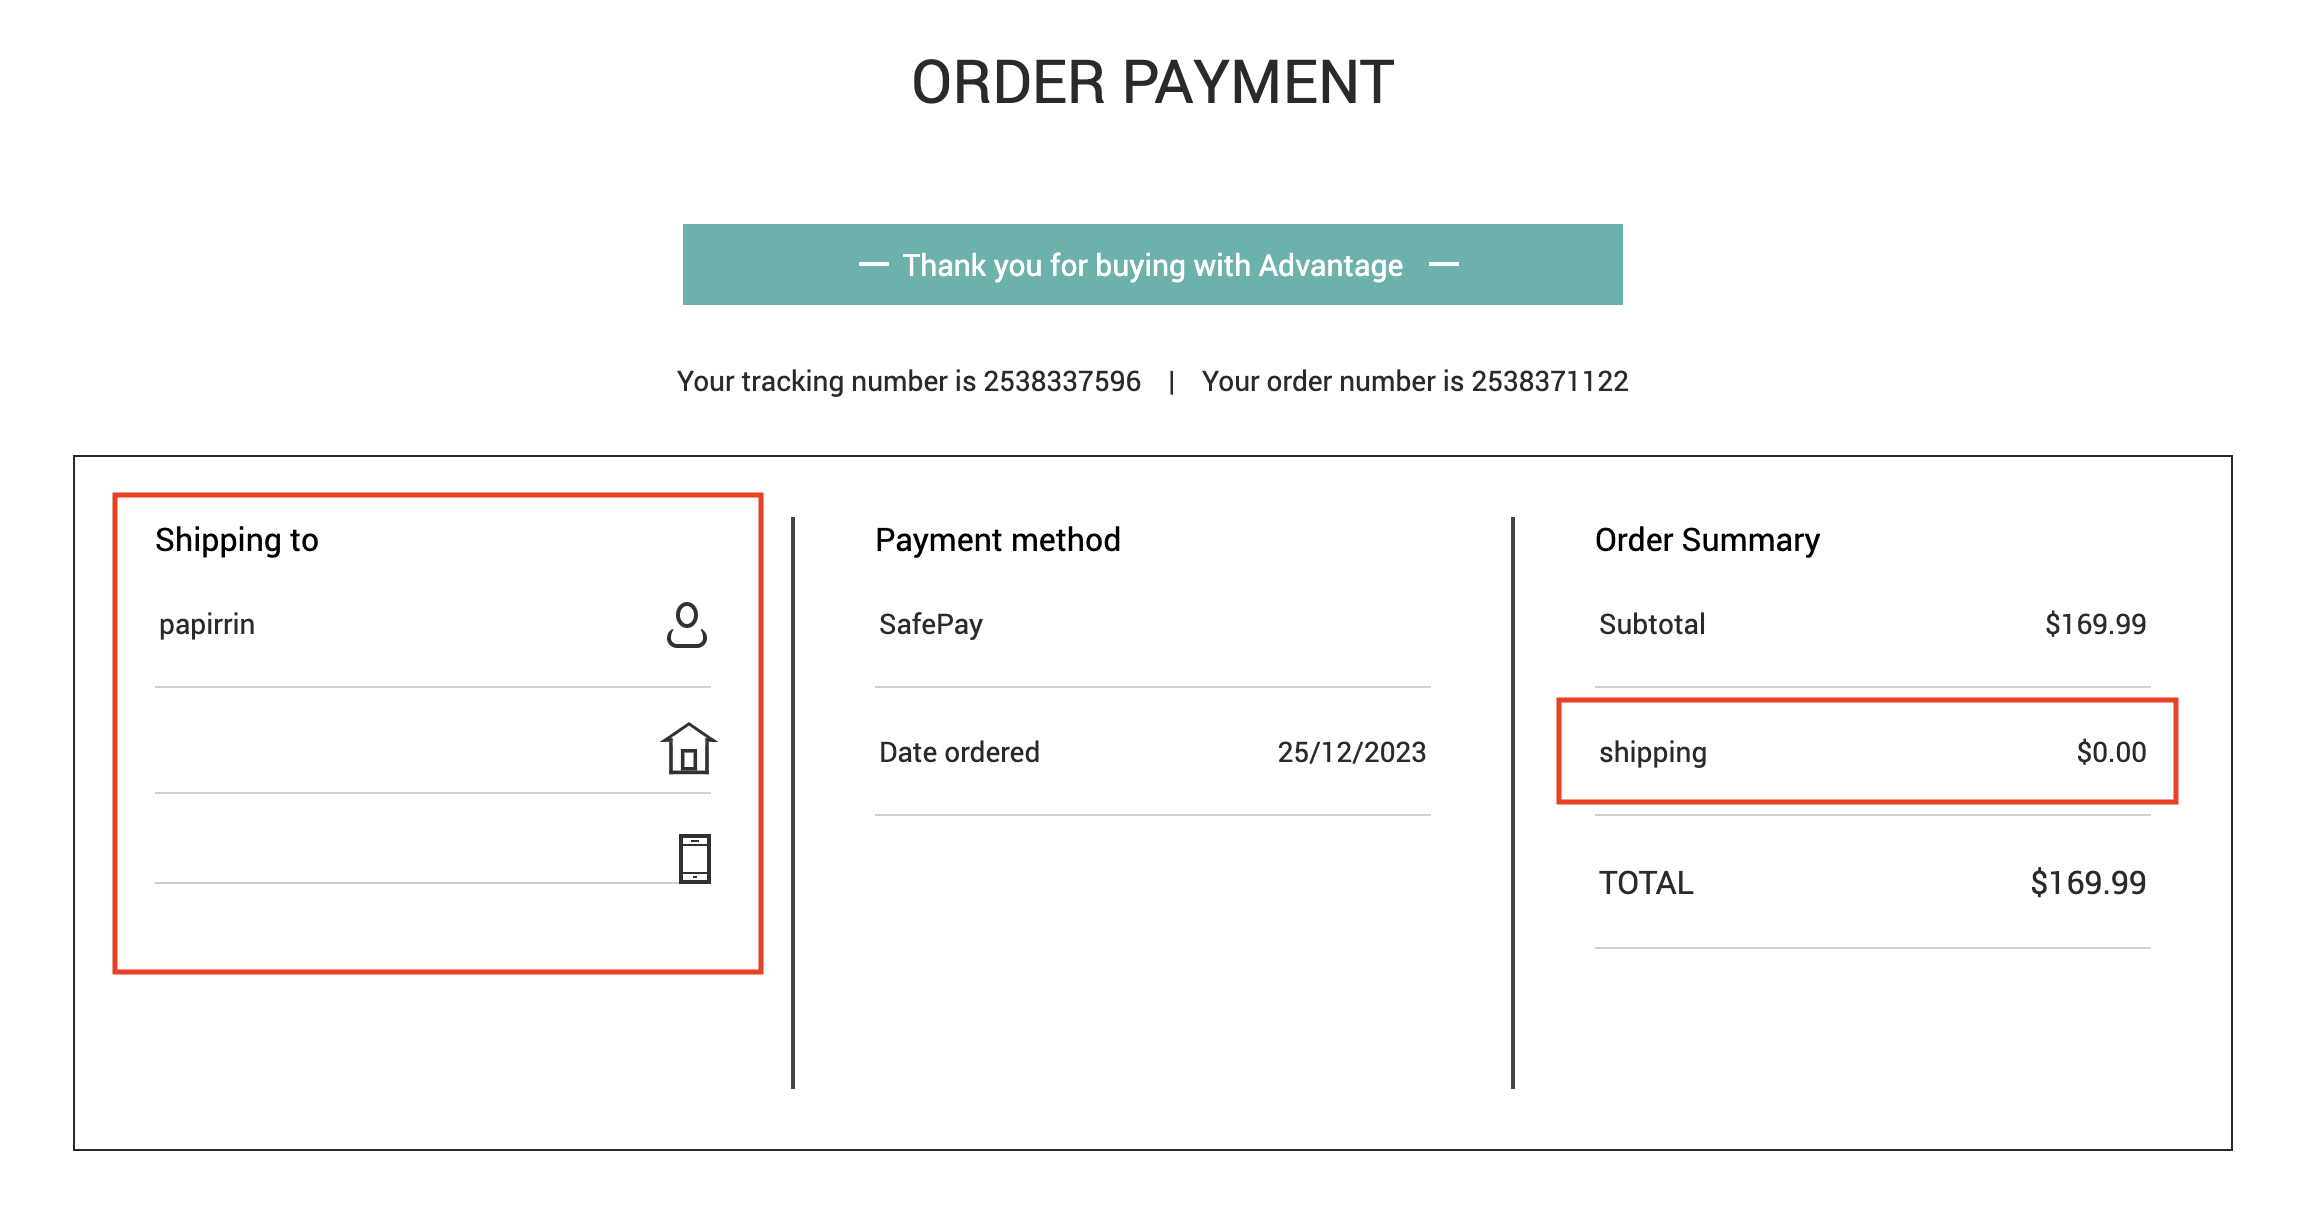 ORDER PAYMENT
— Thank you for buying with Advantage —
Your tracking number is 2538337596 | Your order number is 2538371122
Shipping to
papirrin
Payment method
SafePay
Date ordered 25/12/2023
Order Summary
Subtotal $169.99
shipping $0.00
TOTAL $169.99